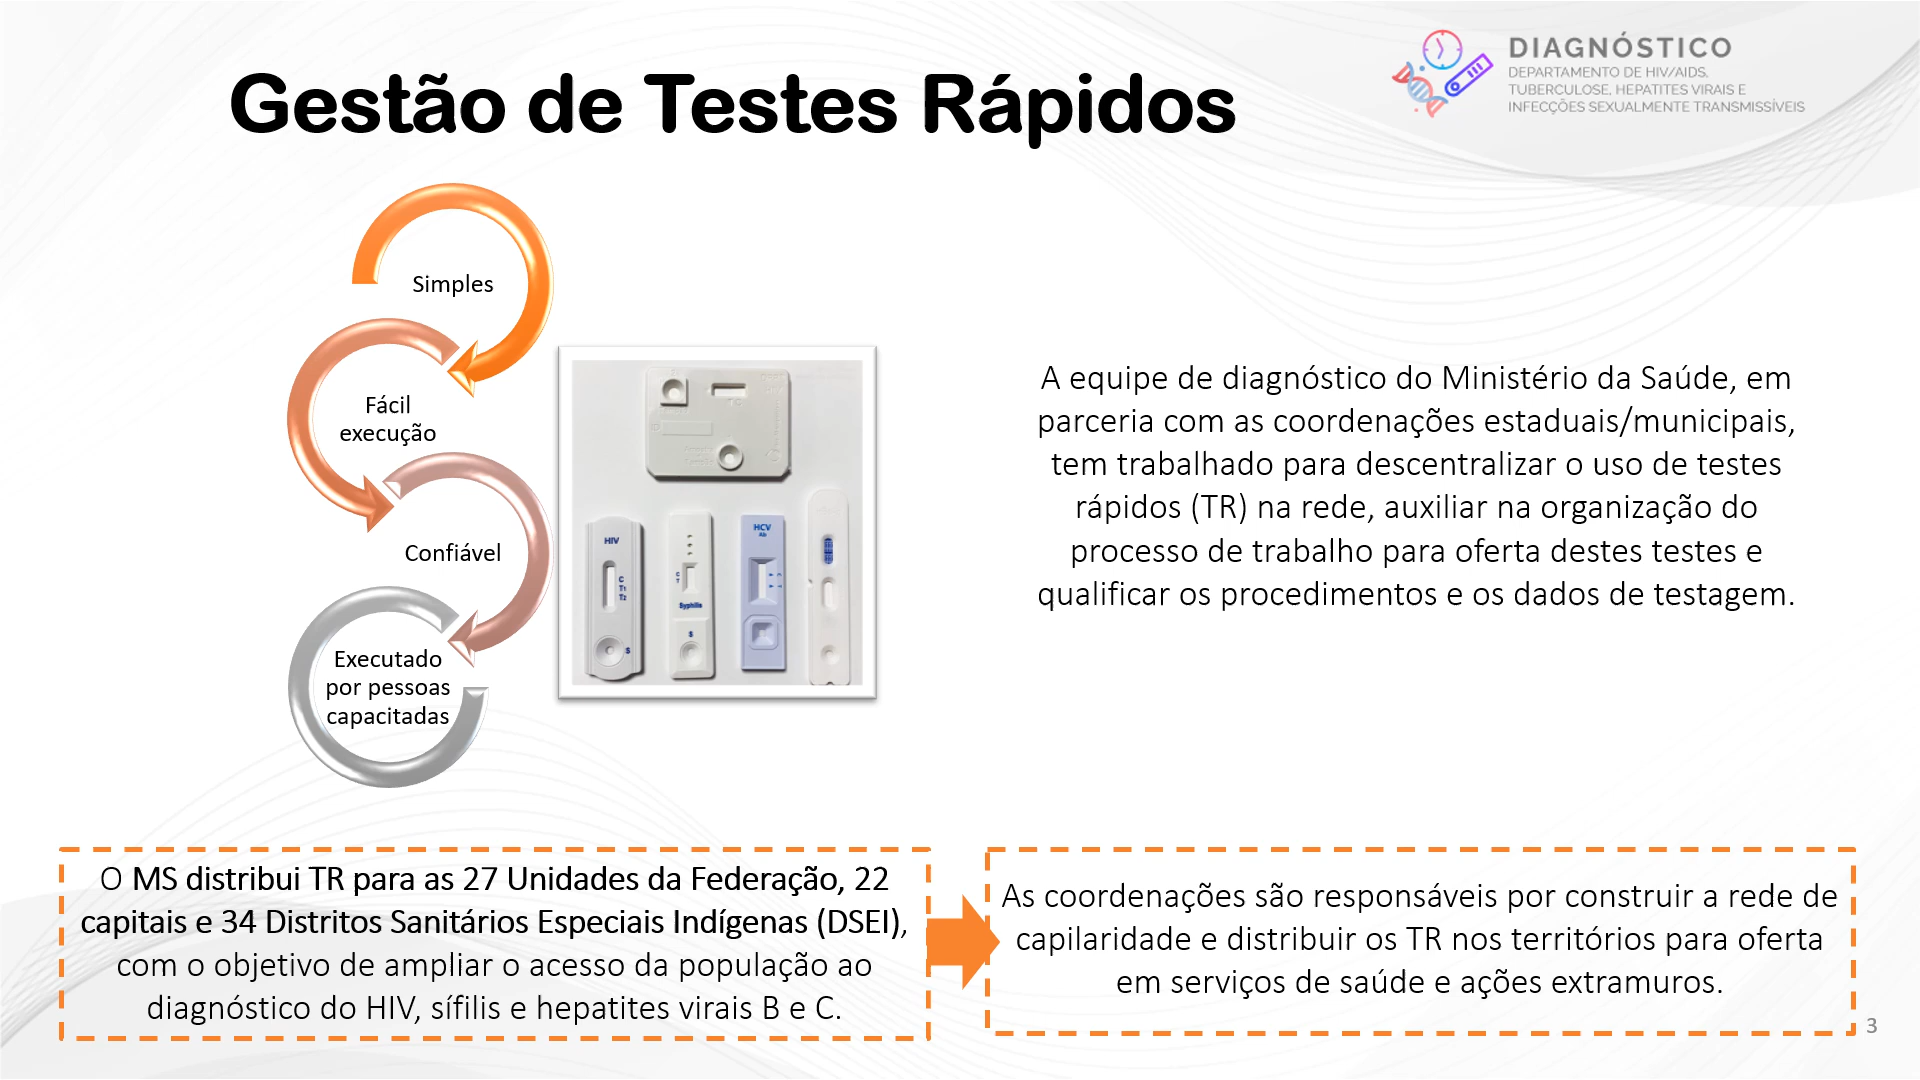 Gestão de Testes Rápidos
DIAGNÓSTICO
DEPARTAMENTO DE HIV/AIDS,
TUBERCULOSE, HEPATITES VIRAIS E
INFECÇÕES SEXUALMENTE TRANSMISSÍVEIS
Simples
Fácil
execução
Confiável
Executado
por pessoas
capacitadas
HIV
C
T1
T2
S
C
T
Syphilis
S
HCV
Ab
A equipe de diagnóstico do Ministério da Saúde, em
parceria com as coordenações estaduais/municipais,
tem trabalhado para descentralizar o uso de testes
rápidos (TR) na rede, auxiliar na organização do
processo de trabalho para oferta destes testes e
qualificar os procedimentos e os dados de testagem.
O MS distribui TR para as 27 Unidades da Federação, 22
capitais e 34 Distritos Sanitários Especiais Indígenas (DSEI),
com o objetivo de ampliar o acesso da população ao
diagnóstico do HIV, sífilis e hepatites virais B e C.
As coordenações são responsáveis por construir a rede de
capilaridade e distribuir os TR nos territórios para oferta
em serviços de saúde e ações extramuros.
3